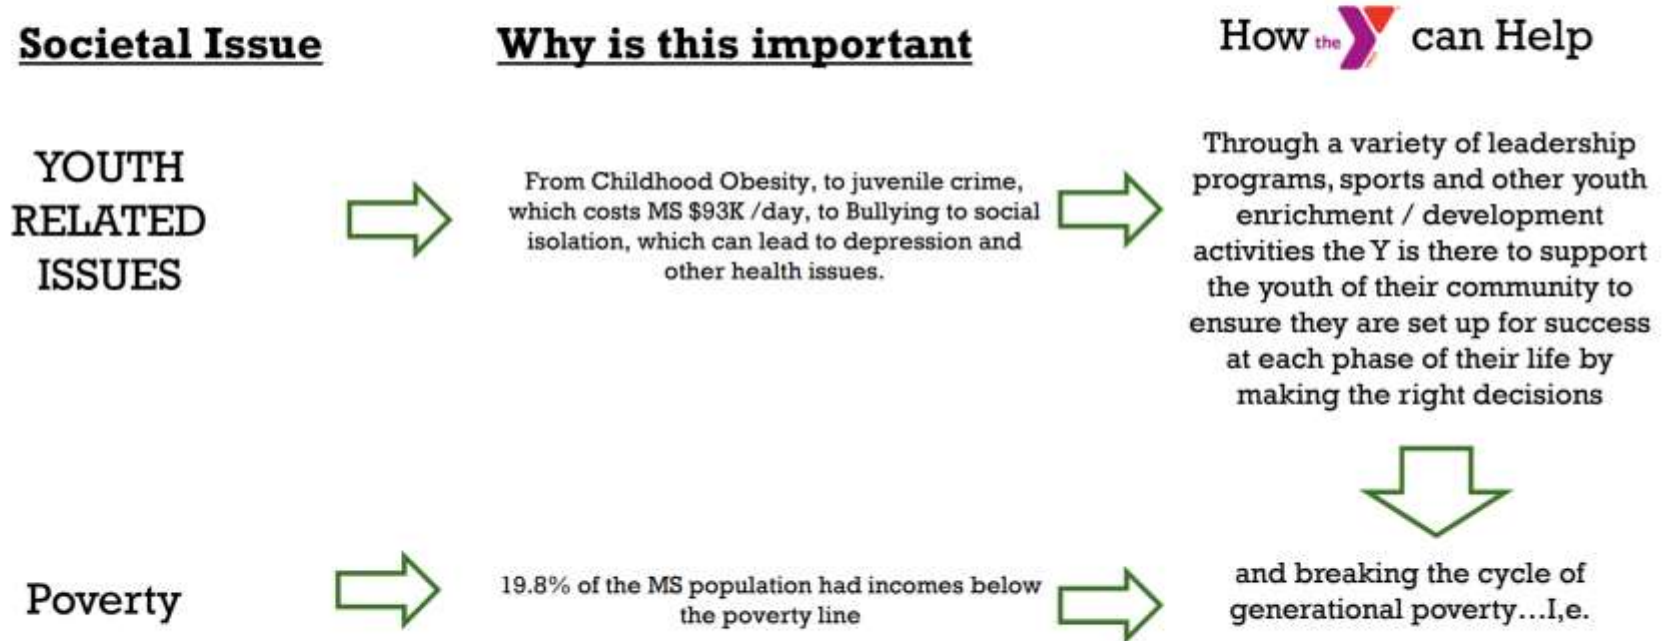 Societal Issue
Why is this important
How the Y can Help
YOUTH
RELATED
ISSUES
From Childhood Obesity, to juvenile crime,
which costs MS $93K /day, to Bullying to social
isolation, which can lead to depression and
other health issues.
Through a variety of leadership
programs, sports and other youth
enrichment / development
activities the Y is there to support
the youth of their community to
ensure they are set up for success
at each phase of their life by
making the right decisions
Poverty
19.8% of the MS population had incomes below
the poverty line
and breaking the cycle of
generational poverty...I,e.